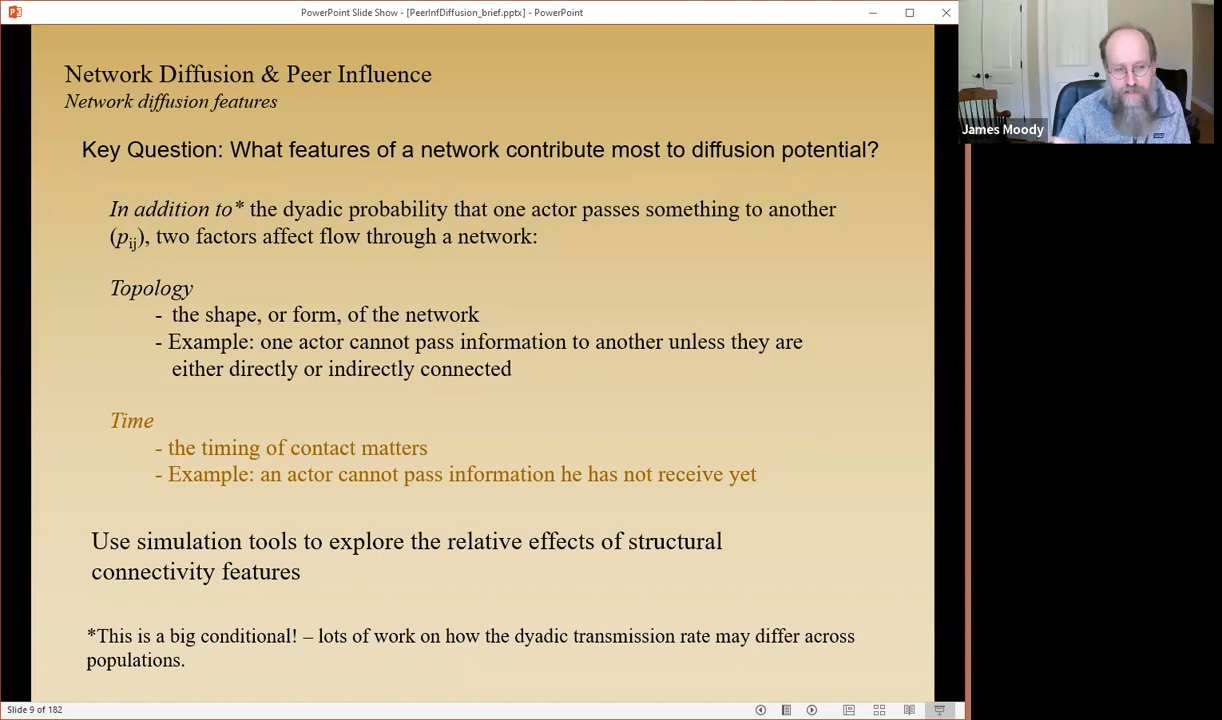 PowerPoint Slide Show - [PeerInfDiffusion_brief.pptx] - PowerPoint
Network Diffusion & Peer Influence
Network diffusion features
Key Question: What features of a network contribute most to diffusion potential?
In addition to* the dyadic probability that one actor passes something to another
(pij), two factors affect flow through a network:
Topology
- the shape, or form, of the network
- Example: one actor cannot pass information to another unless they are
either directly or indirectly connected
Time
- the timing of contact matters
- Example: an actor cannot pass information he has not receive yet
Use simulation tools to explore the relative effects of structural
connectivity features
*This is a big conditional! – lots of work on how the dyadic transmission rate may differ across
populations.
Slide 9 of 182
James Moody